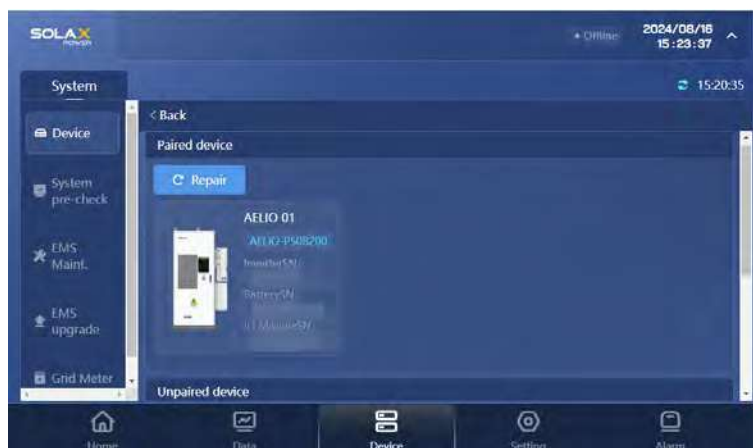 SOLAX
POWER
• Offline
2024/08/16
15:23:37
System
15:20:35
< Back
Device
Paired device
Repair
System
pre-check
AELIO 01
AELIO-P50B200
InverterSN:
EMS
Maint.
BatterySN
EMS
upgrade
Grid Meter
Unpaired device
Home
Data
Device
Setting
Alarm